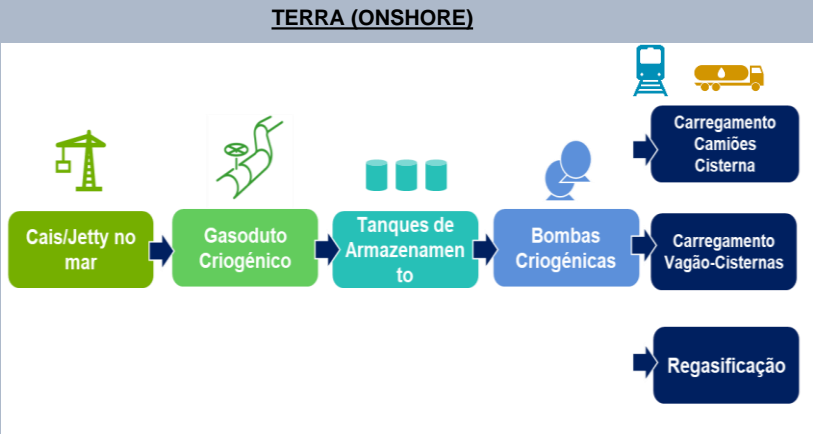 TERRA (ONSHORE)
Carregamento
Camiões
Cisterna
Cais/Jetty no
mar
Gasoduto
Criogénico
Tanques de
Armazenamen
to
Bombas
Criogénicas
Carregamento
Vagão-Cisternas
Regasificação